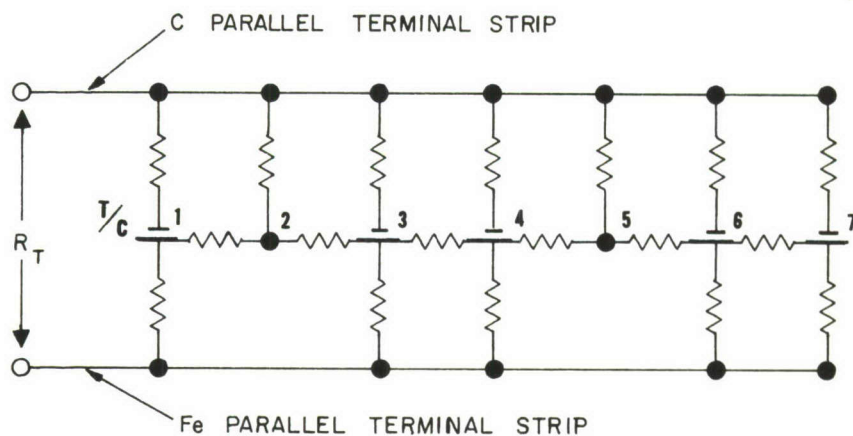 C PARALLEL TERMINAL STRIP
T/C 1 2 3 4 5 6 7
R T
Fe PARALLEL TERMINAL STRIP